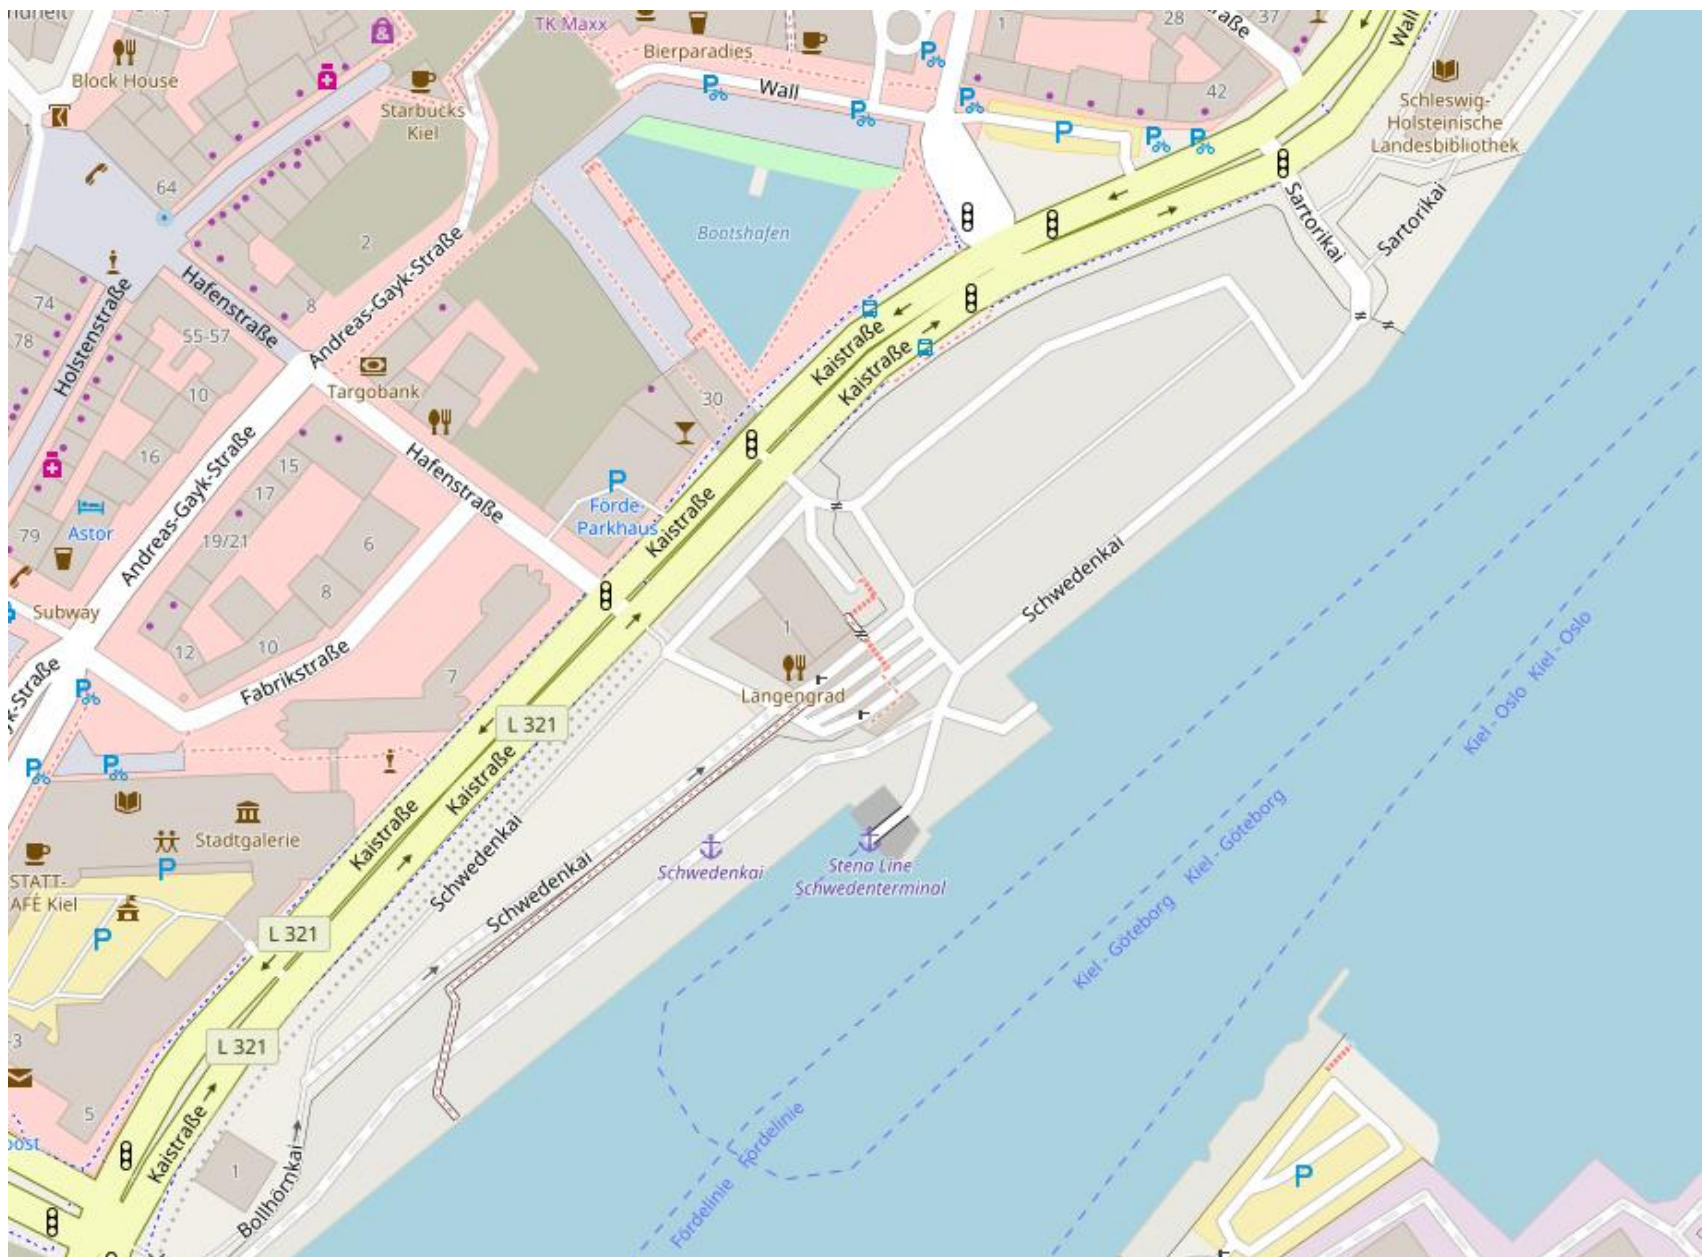 TK Maxx
Block House
Bierparadies
Wall
1
28
37
Wall
Starbucks
Kiel
42
Schleswig-
Holsteinische
Landesbibliothek
64
2
Bootshafen
Sartorikai
Sartorikai
74
78
Holstenstraße
Hafenstraße
8
Andreas-Gayk-Straße
55-57
10
Targobank
30
Kaistraße
Kaistraße
16
15
17
Hafenstraße
Förde-
Parkhaus
Kaistraße
79
Astor
Andreas-Gayk-Straße
19/21
6
8
Subway
12
10
Fabrikstraße
7
1
Längengrad
Schwedenkai
Kiel - Oslo
Kiel - Oslo
L 321
Kaistraße
Kaistraße
Stadtgalerie
Schwedenkai
Schwedenkai
Schwedenkai
Stena Line
Schwedenterminal
Kiel - Göteborg
Kiel - Göteborg
STATT-
AFÉ Kiel
L 321
L 321
-3
5
post
Kaistraße
1
Bollhörnkai
Fördelinie
Fördelinie
P
P
P
P
P